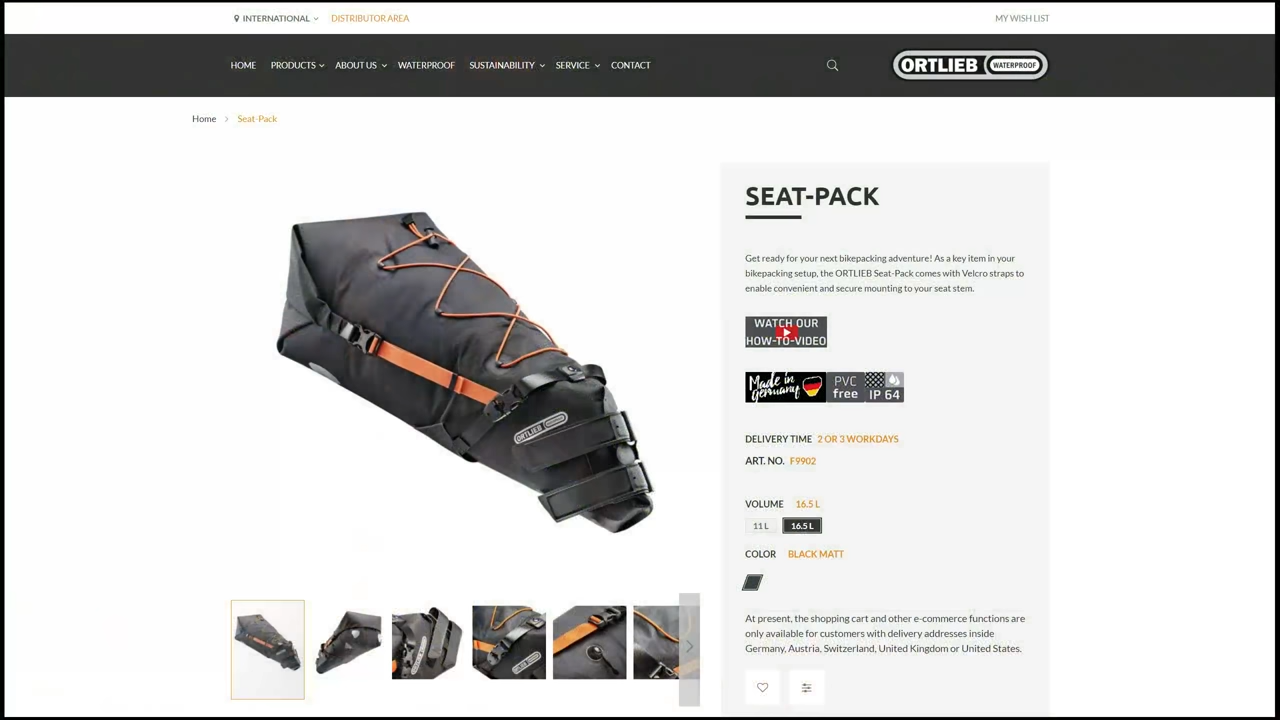 INTERNATIONAL
DISTRIBUTOR AREA
MY WISH LIST
HOME
PRODUCTS
ABOUT US
WATERPROOF
SUSTAINABILITY
SERVICE
CONTACT
ORTLIEB WATERPROOF
Home
Seat-Pack
SEAT-PACK
Get ready for your next bikepacking adventure! As a key item in your
bikepacking setup, the ORTLIEB Seat-Pack comes with Velcro straps to
enable convenient and secure mounting to your seat stem.
WATCH OUR
HOW-TO-VIDEO
Made in
germany
PVC
free
IP 64
DELIVERY TIME 2 OR 3 WORKDAYS
ART. NO. F9902
VOLUME 16.5 L
11 L
16.5 L
COLOR BLACK MATT
At present, the shopping cart and other e-commerce functions are
only available for customers with delivery addresses inside
Germany, Austria, Switzerland, United Kingdom or United States.
ORTLIEB
ORTLIEB